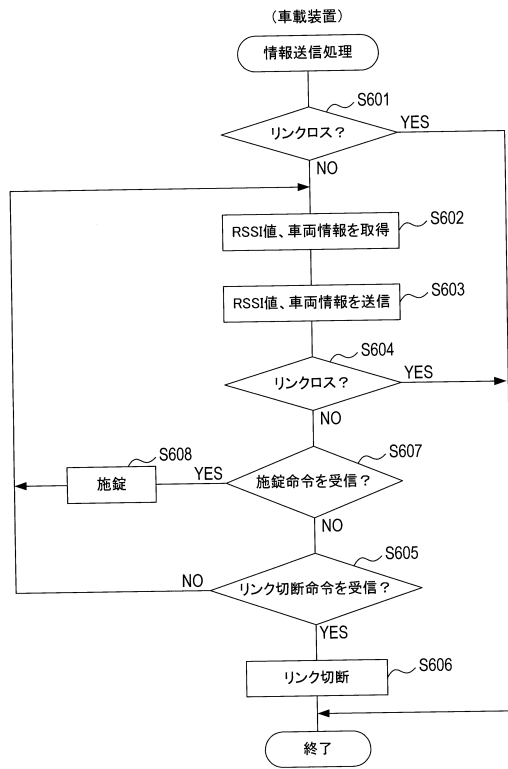 (車載装置)
情報送信処理
S601
リンクロス？
YES
NO
S602
RSSI値、車両情報を取得
S603
RSSI値、車両情報を送信
S604
リンクロス？
YES
NO
S607
施錠命令を受信？
YES
S608
施錠
NO
S605
リンク切断命令を受信？
NO
YES
S606
リンク切断
終了